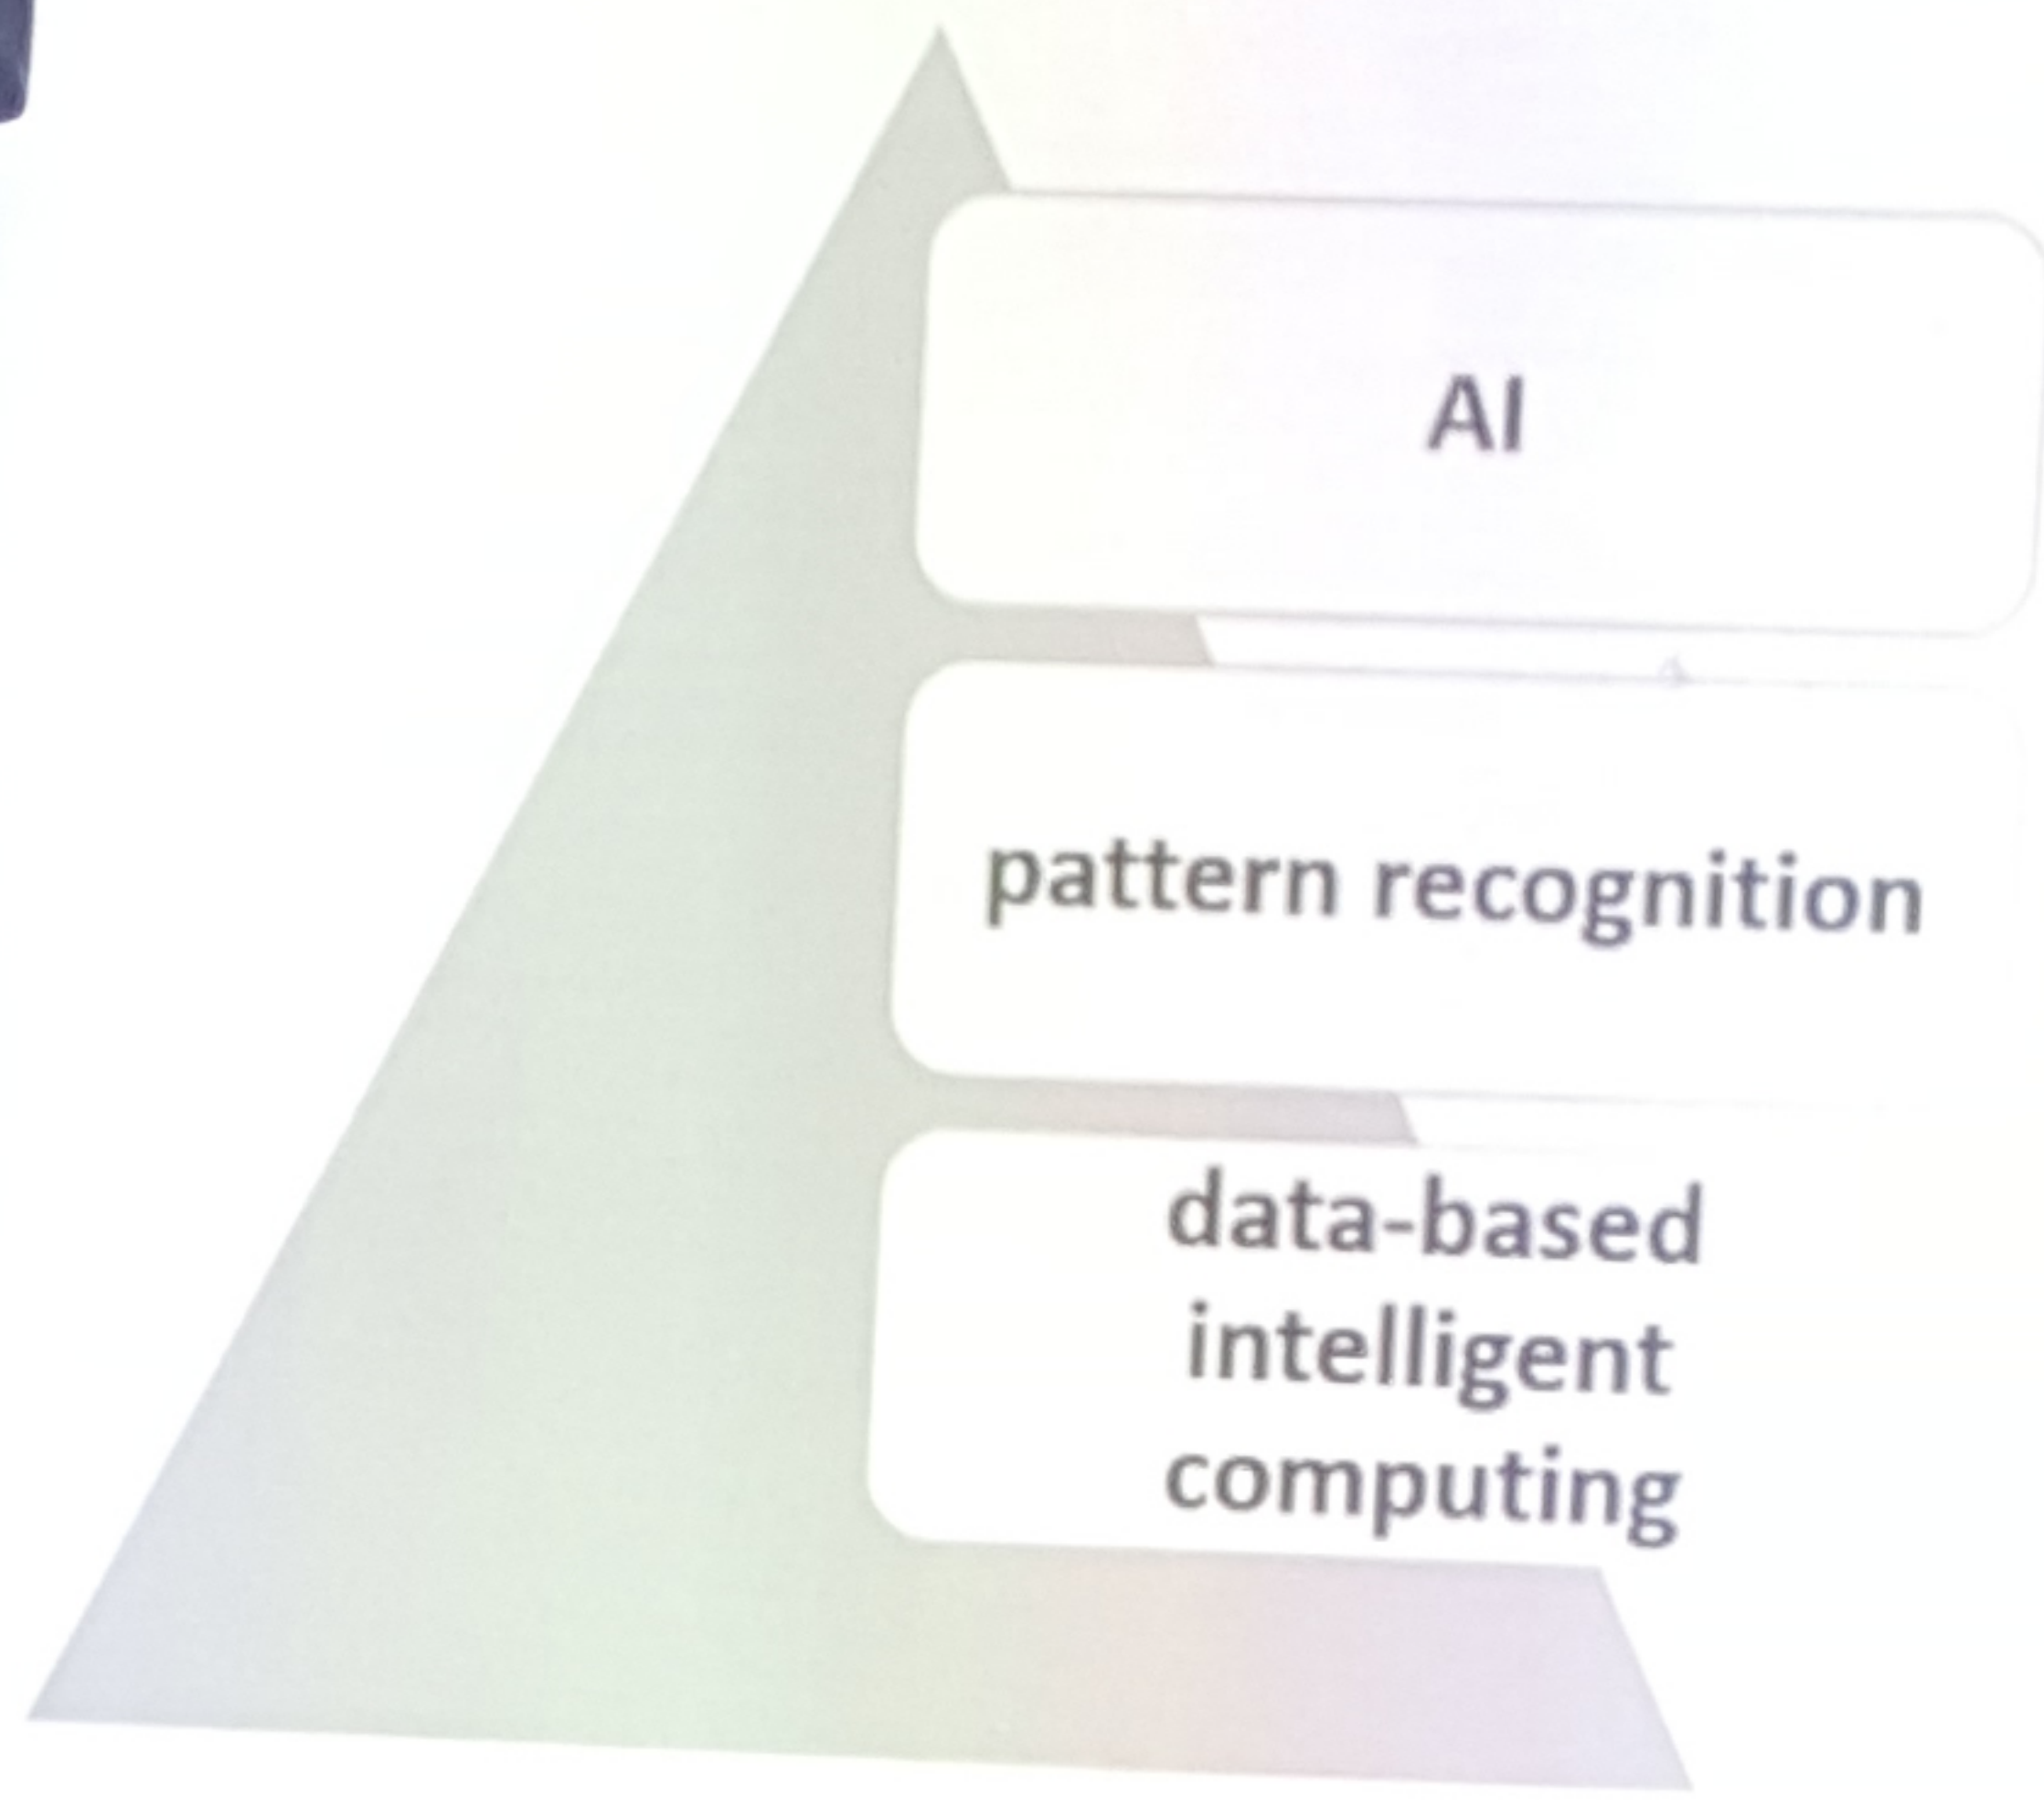 AI
pattern recognition
data-based
intelligent
computing